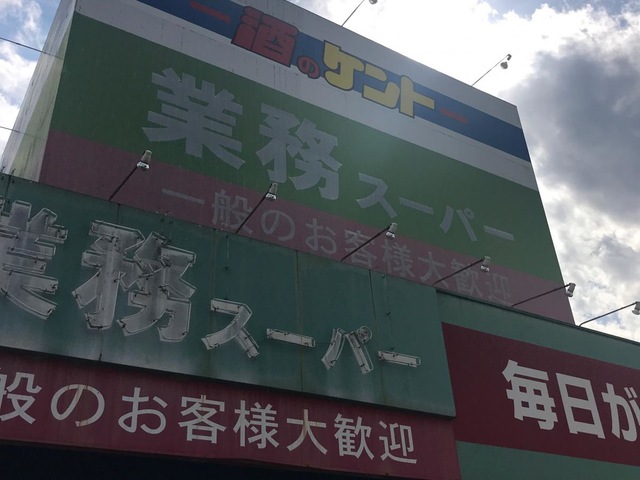 酒のケント
業務スーパー
一般のお客様大歓迎
業務スーパー
般のお客様大歓迎
毎日が